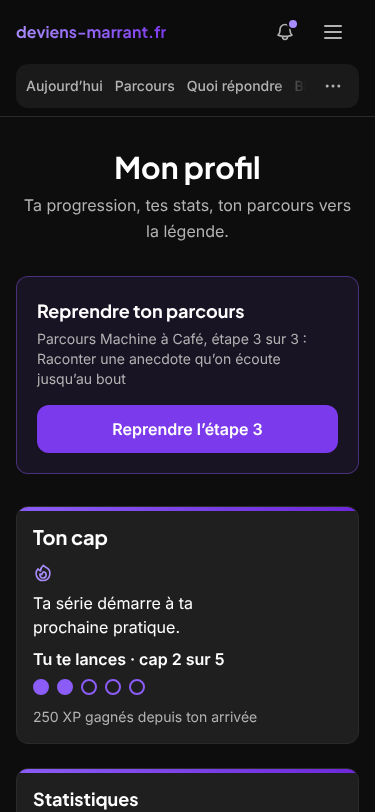 deviens-marrant.fr
Aujourd’hui Parcours Quoi répondre
Mon profil
Ta progression, tes stats, ton parcours vers
la légende.
Reprendre ton parcours
Parcours Machine à Café, étape 3 sur 3 :
Raconter une anecdote qu’on écoute
jusqu’au bout
Reprendre l’étape 3
Ton cap
Ta série démarre à ta
prochaine pratique.
Tu te lances · cap 2 sur 5
250 XP gagnés depuis ton arrivée
Statistiques